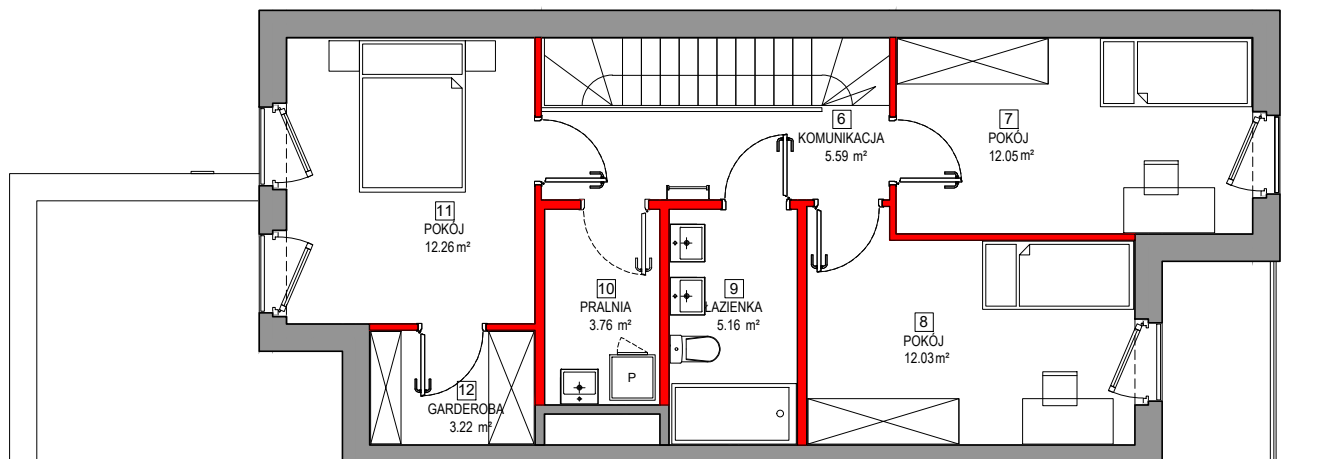 6
KOMUNIKACJA
5.59 m²
7
POKÓJ
12.05 m²
11
POKÓJ
12.26 m²
10
PRALNIA
3.76 m²
9
ŁAZIENKA
5.16 m²
8
POKÓJ
12.03 m²
P
12
GARDEROBA
3.22 m²